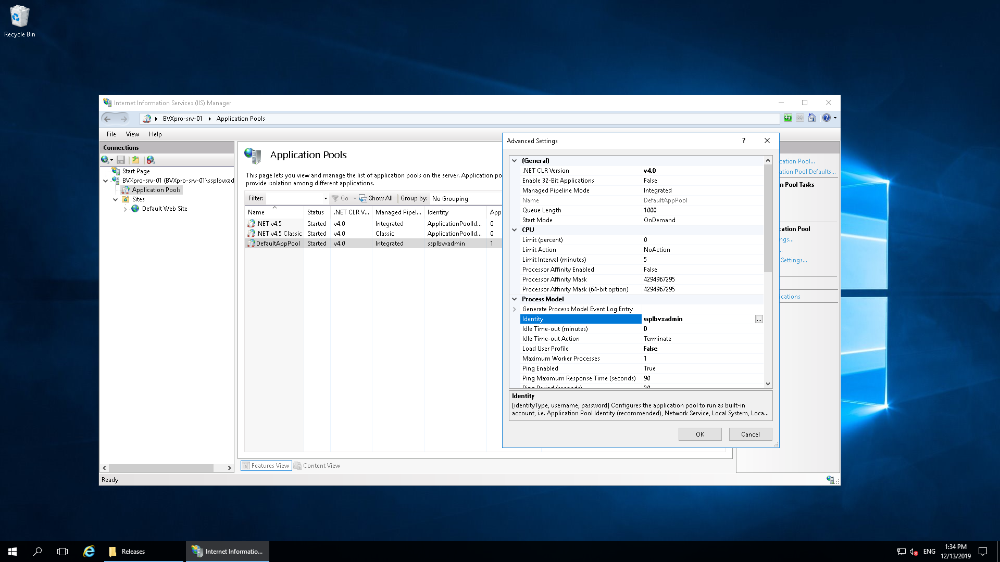 Recycle Bin
Internet Information Services (IIS) Manager
BVXpro-srv-01
Application Pools
File
View
Help
Connections
Start Page
BVXpro-srv-01 (BVXpro-srv-01\ssplbvxad
Application Pools
Sites
Default Web Site
Application Pools
This page lets you view and manage the list of application pools on the server. Application po
provide isolation among different applications.
Filter:
Go
Show All
Group by:
No Grouping
Name Status .NET CLR V... Managed Pipel... Identity App
.NET v4.5 Started v4.0 Integrated ApplicationPoolId... 0
.NET v4.5 Classic Started v4.0 Classic ApplicationPoolId... 0
DefaultAppPool Started v4.0 Integrated ssplbvxadmin 1
Features View
Content View
Ready
Advanced Settings
?
(General)
.NET CLR Version v4.0
Enable 32-Bit Applications False
Managed Pipeline Mode Integrated
Name DefaultAppPool
Queue Length 1000
Start Mode OnDemand
CPU
Limit (percent) 0
Limit Action NoAction
Limit Interval (minutes) 5
Processor Affinity Enabled False
Processor Affinity Mask 4294967295
Processor Affinity Mask (64-bit option) 4294967295
Process Model
Generate Process Model Event Log Entry
Identity ssplbvxadmin ...
Idle Time-out (minutes) 0
Idle Time-out Action Terminate
Load User Profile False
Maximum Worker Processes 1
Ping Enabled True
Ping Maximum Response Time (seconds) 90
Ping Period (seconds) 30
Identity
[identityType, username, password] Configures the application pool to run as built-in
account, i.e. Application Pool Identity (recommended), Network Service, Local System, Loca...
OK
Cancel
cation Pool...
ation Pool Defaults...
n Pool Tasks
cation Pool
ngs...
...
Settings...
ications
Releases
Internet Informatio...
ENG
1:34 PM
12/13/2019